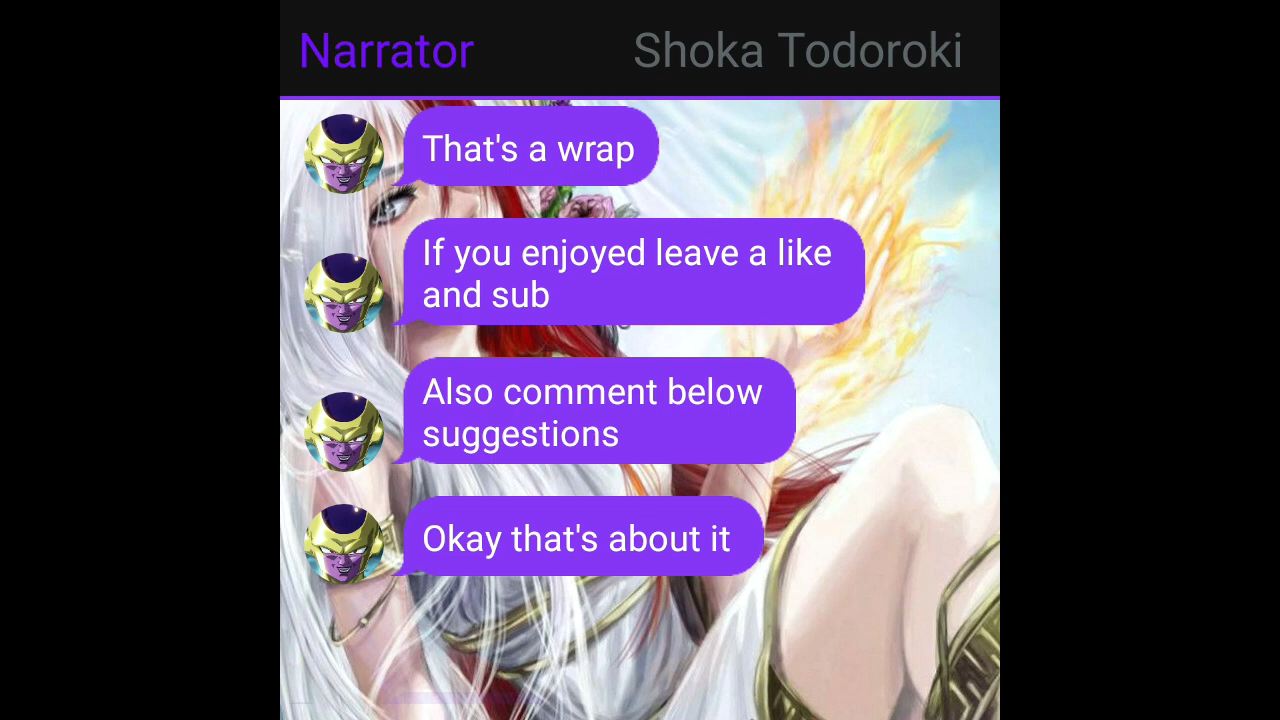 Narrator
Shoka Todoroki
That's a wrap
If you enjoyed leave a like
and sub
Also comment below
suggestions
Okay that's about it